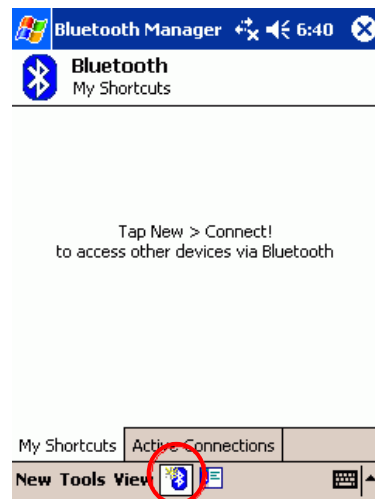 Bluetooth Manager 6:40
Bluetooth
My Shortcuts
Tap New > Connect!
to access other devices via Bluetooth
My Shortcuts Active Connections
New Tools View